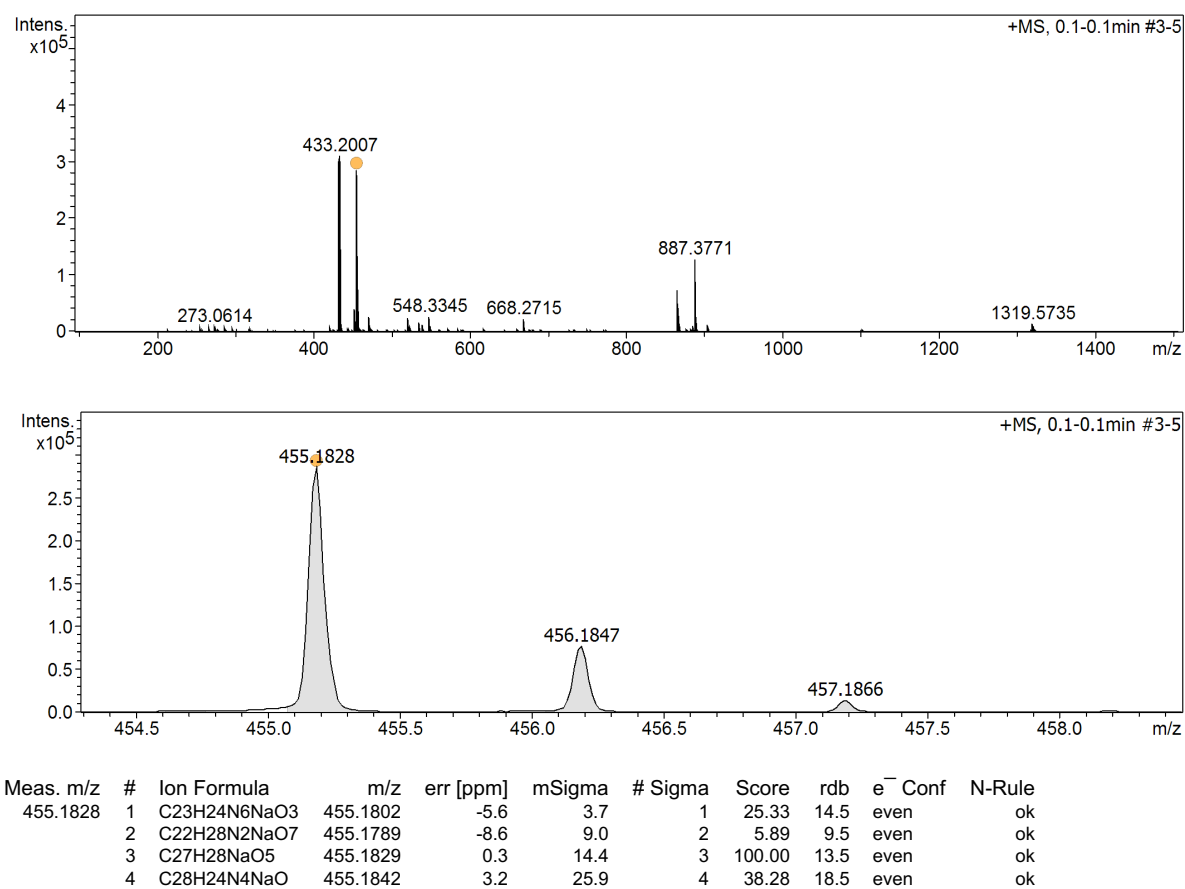 Intens.
x10⁵
+MS, 0.1-0.1min #3-5
4
3
2
1
0
433.2007
887.3771
273.0614
548.3345
668.2715
1319.5735
200 400 600 800 1000 1200 1400 m/z
Intens.
x10⁵
+MS, 0.1-0.1min #3-5
455.1828
2.5
2.0
1.5
1.0
0.5
0.0
456.1847
457.1866
454.5 455.0 455.5 456.0 456.5 457.0 457.5 458.0 m/z
Meas. m/z # Ion Formula m/z err [ppm] mSigma # Sigma Score rdb e¯ Conf N-Rule
455.1828 1 C23H24N6NaO3 455.1802 -5.6 3.7 1 25.33 14.5 even ok
2 C22H28N2NaO7 455.1789 -8.6 9.0 2 5.89 9.5 even ok
3 C27H28NaO5 455.1829 0.3 14.4 3 100.00 13.5 even ok
4 C28H24N4NaO 455.1842 3.2 25.9 4 38.28 18.5 even ok